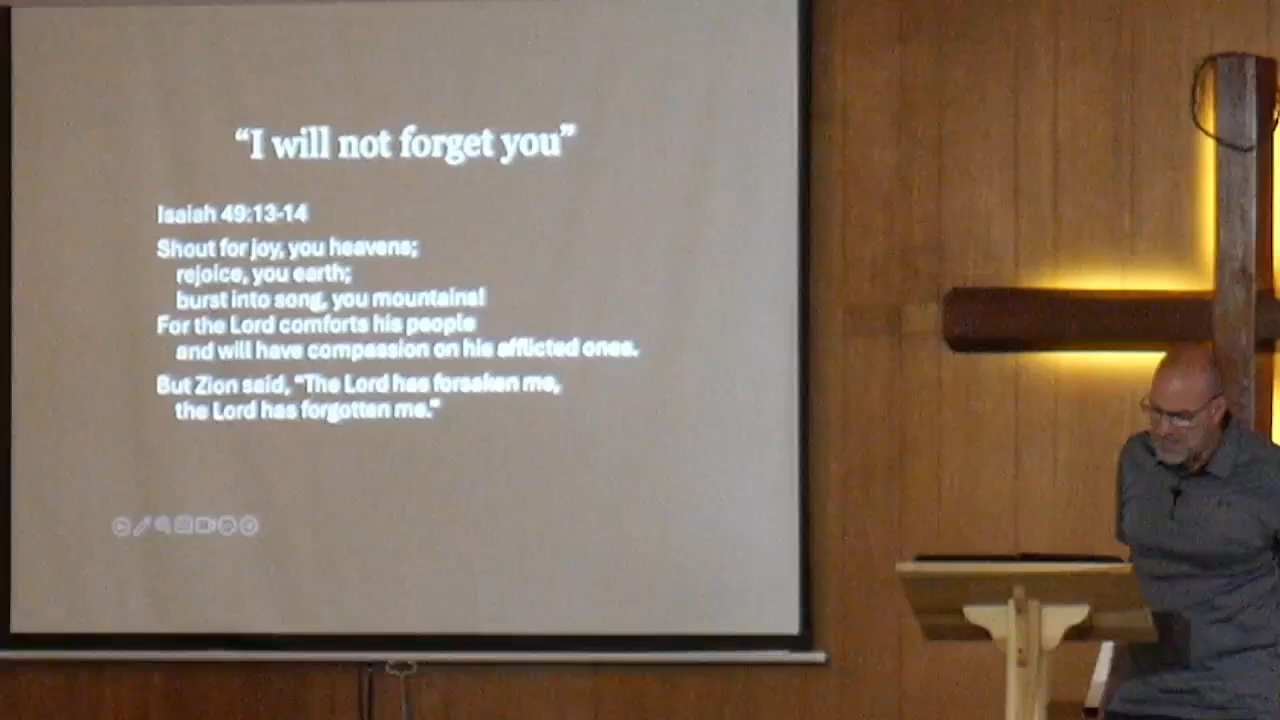 “I will not forget you”
Isaiah 49:13-14
Shout for joy, you heavens;
rejoice, you earth;
burst into song, you mountains!
For the Lord comforts his people
and will have compassion on his afflicted ones.
But Zion said, “The Lord has forsaken me,
the Lord has forgotten me.”